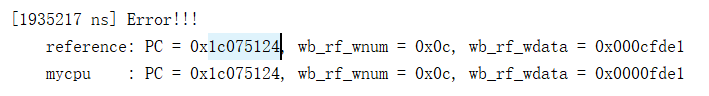 [1935217 ns] Error!!!
reference: PC = 0x1c075124, wb_rf_wnum = 0x0c, wb_rf_wdata = 0x000cfde1
mycpu : PC = 0x1c075124, wb_rf_wnum = 0x0c, wb_rf_wdata = 0x0000fde1